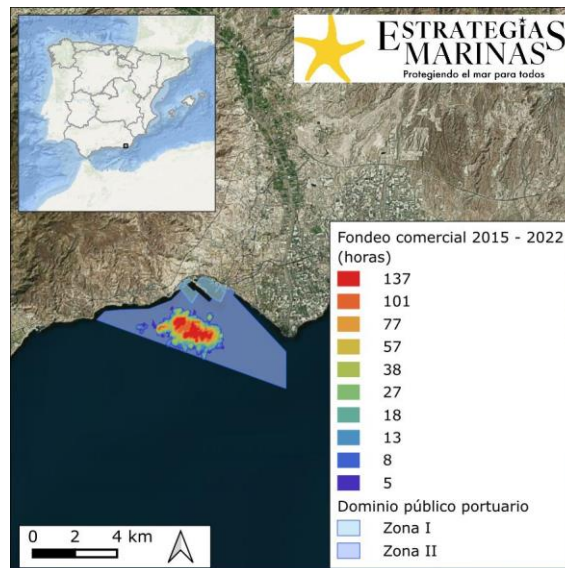 ESTRATEGIAS
MARINAS
Protegiendo el mar para todos
Fondeo comercial 2015 - 2022
(horas)
137
101
77
57
38
27
18
13
8
5
Dominio público portuario
Zona I
Zona II
0 2 4 km